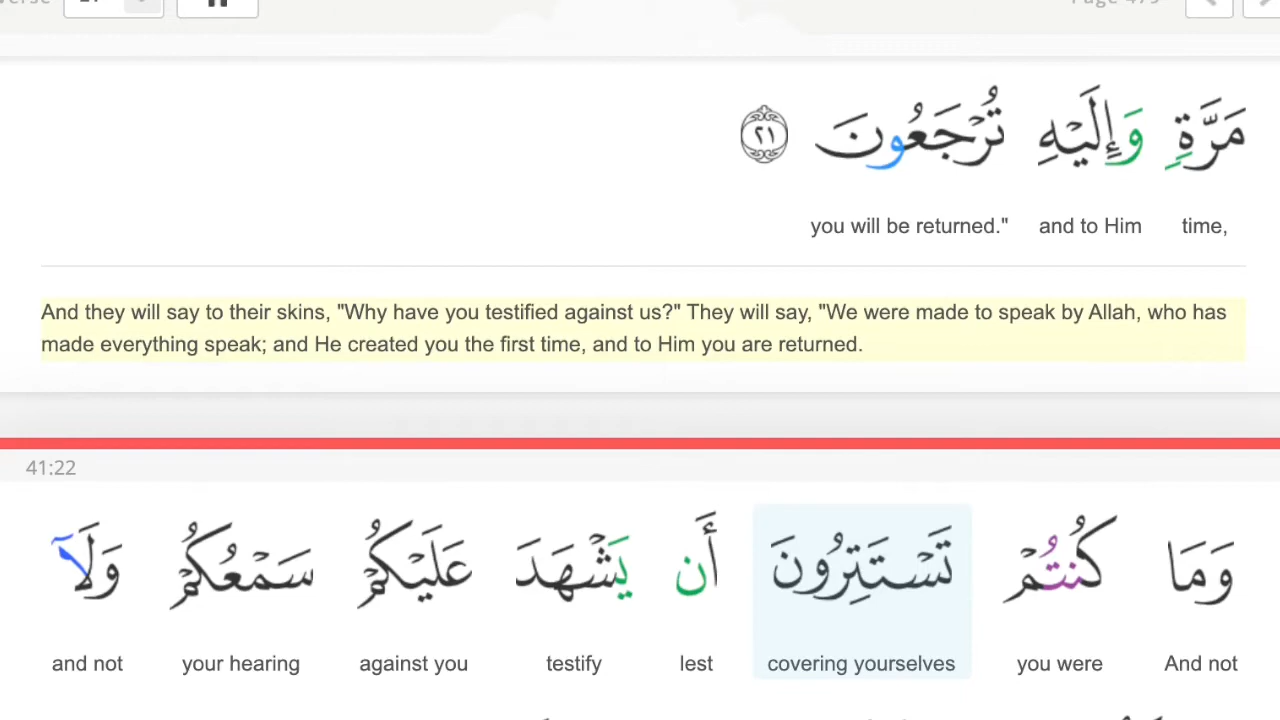 مَرَّةٍ وَإِلَيْهِ تُرْجَعُونَ ٢١
time, and to Him you will be returned."
And they will say to their skins, "Why have you testified against us?" They will say, "We were made to speak by Allah, who has
made everything speak; and He created you the first time, and to Him you are returned.
41:22
وَمَا كُنتُمْ تَسْتَتِرُونَ أَن يَشْهَدَ عَلَيْكُمْ سَمْعُكُمْ وَلَآ
And not you were covering yourselves lest testify against you your hearing and not